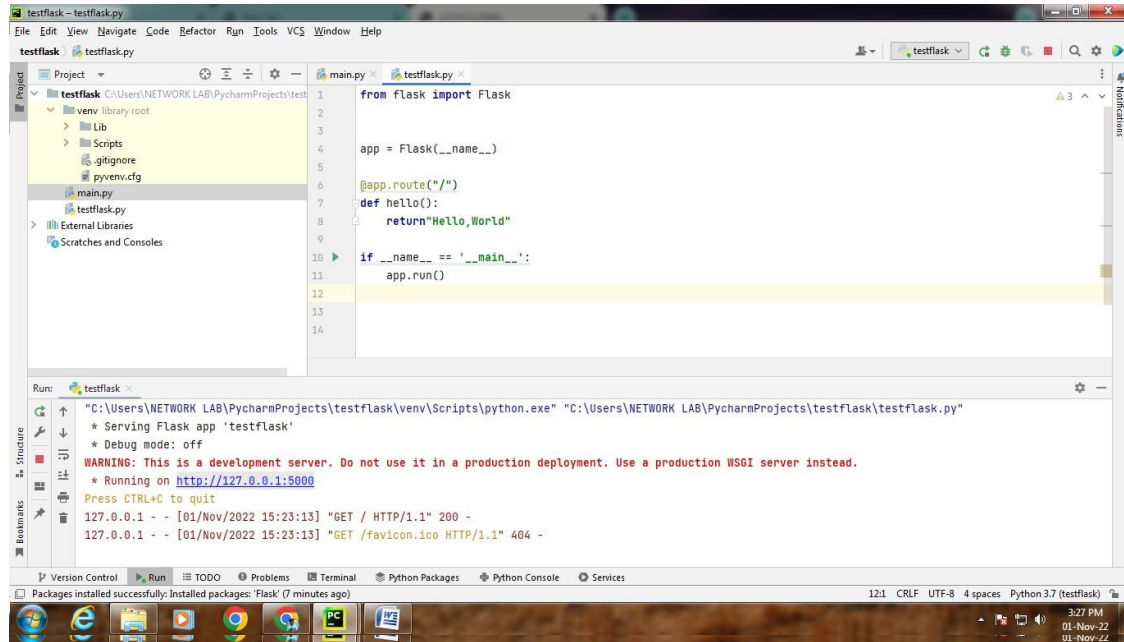 testflask – testflask.py
File Edit View Navigate Code Refactor Run Tools VCS Window Help
testflask testflask.py
testflask
Project
main.py testflask.py
testflask C:\Users\NETWORK LAB\PycharmProjects\test
venv library root
Lib
Scripts
.gitignore
pyvenv.cfg
main.py
testflask.py
External Libraries
Scratches and Consoles
Project
Notifications
3
1 from flask import Flask
2
3
4 app = Flask(__name__)
5
6 @app.route("/")
7 def hello():
8 return"Hello,World"
9
10 if __name__ == '__main__':
11 app.run()
12
13
14
Run: testflask
"C:\Users\NETWORK LAB\PycharmProjects\testflask\venv\Scripts\python.exe" "C:\Users\NETWORK LAB\PycharmProjects\testflask\testflask.py"
* Serving Flask app 'testflask'
* Debug mode: off
WARNING: This is a development server. Do not use it in a production deployment. Use a production WSGI server instead.
* Running on http://127.0.0.1:5000
Press CTRL+C to quit
127.0.0.1 - - [01/Nov/2022 15:23:13] "GET / HTTP/1.1" 200 -
127.0.0.1 - - [01/Nov/2022 15:23:13] "GET /favicon.ico HTTP/1.1" 404 -
Structure
Bookmarks
Version Control Run TODO Problems Terminal Python Packages Python Console Services
Packages installed successfully: Installed packages: 'Flask' (7 minutes ago)
12:1 CRLF UTF-8 4 spaces Python 3.7 (testflask)
PC
W
3:27 PM
01-Nov-22
01-Nov-22